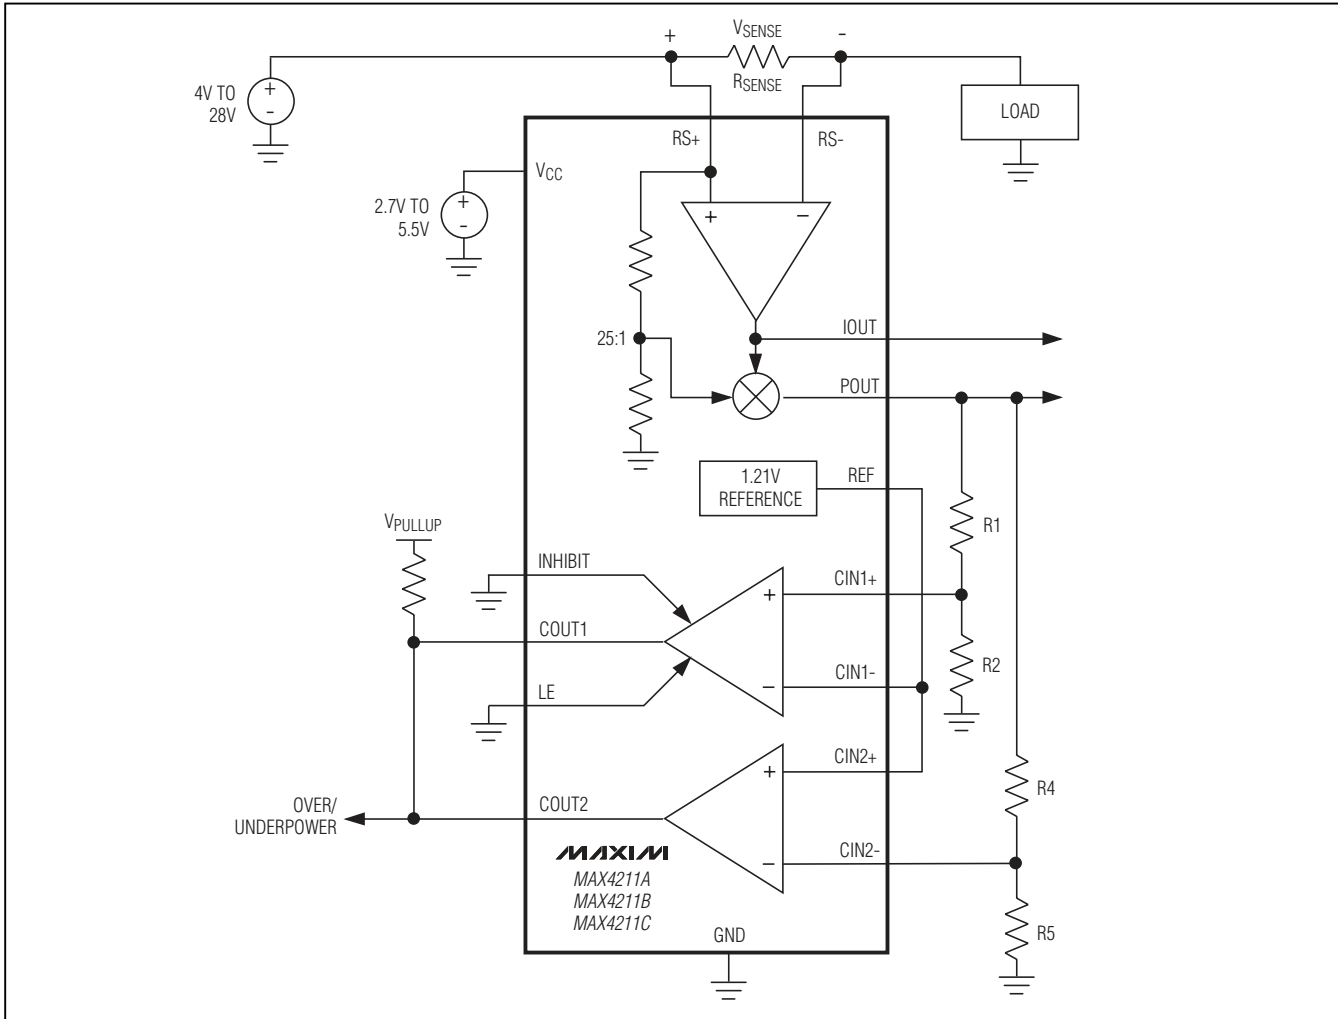 + VSENSE -
RSENSE
4V TO
28V
+
-
LOAD
RS+
RS-
VCC
2.7V TO
5.5V
+
-
+ −
25:1
IOUT
POUT
1.21V
REFERENCE
REF
R1
VPULLUP
INHIBIT
CIN1+
+
COUT1
R2
CIN1-
−
LE
CIN2+
+
R4
OVER/
UNDERPOWER
COUT2
CIN2-
−
MAXIM
MAX4211A
MAX4211B
MAX4211C
R5
GND